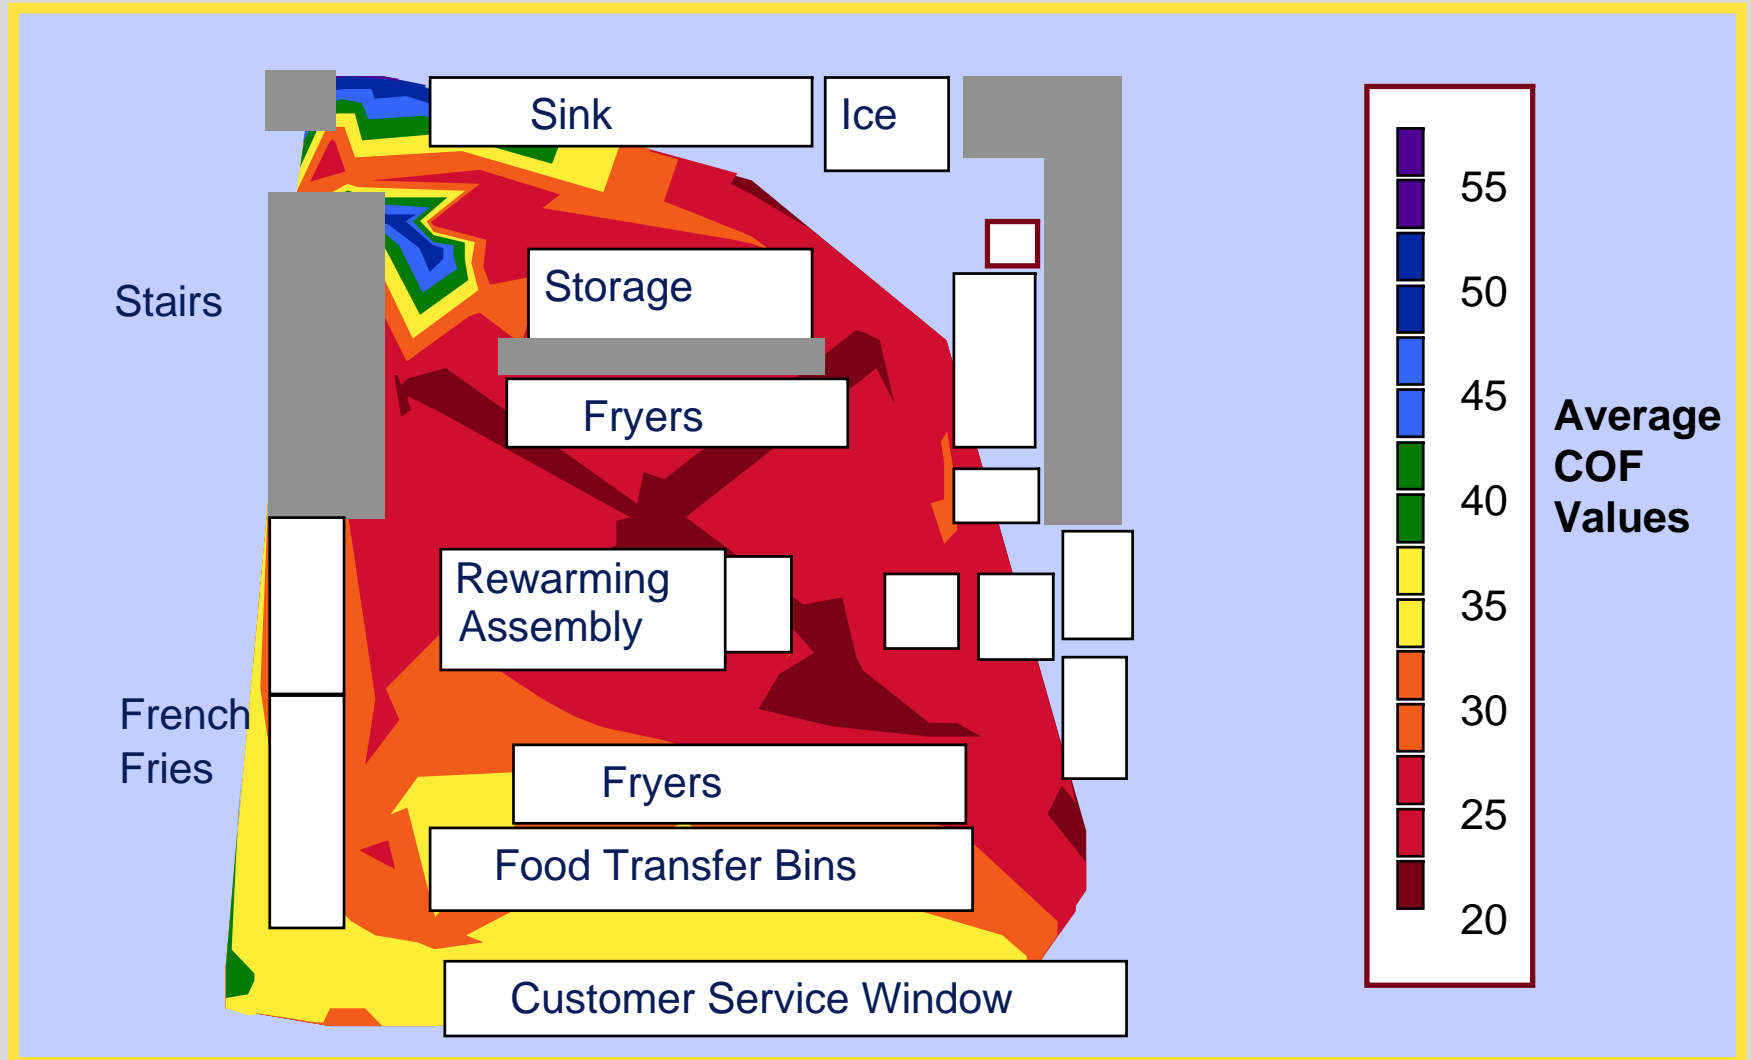 Sink
Ice
Stairs
Storage
Fryers
Rewarming
Assembly
French
Fries
Fryers
Food Transfer Bins
Customer Service Window
55
50
45
40
35
30
25
20
Average
COF
Values